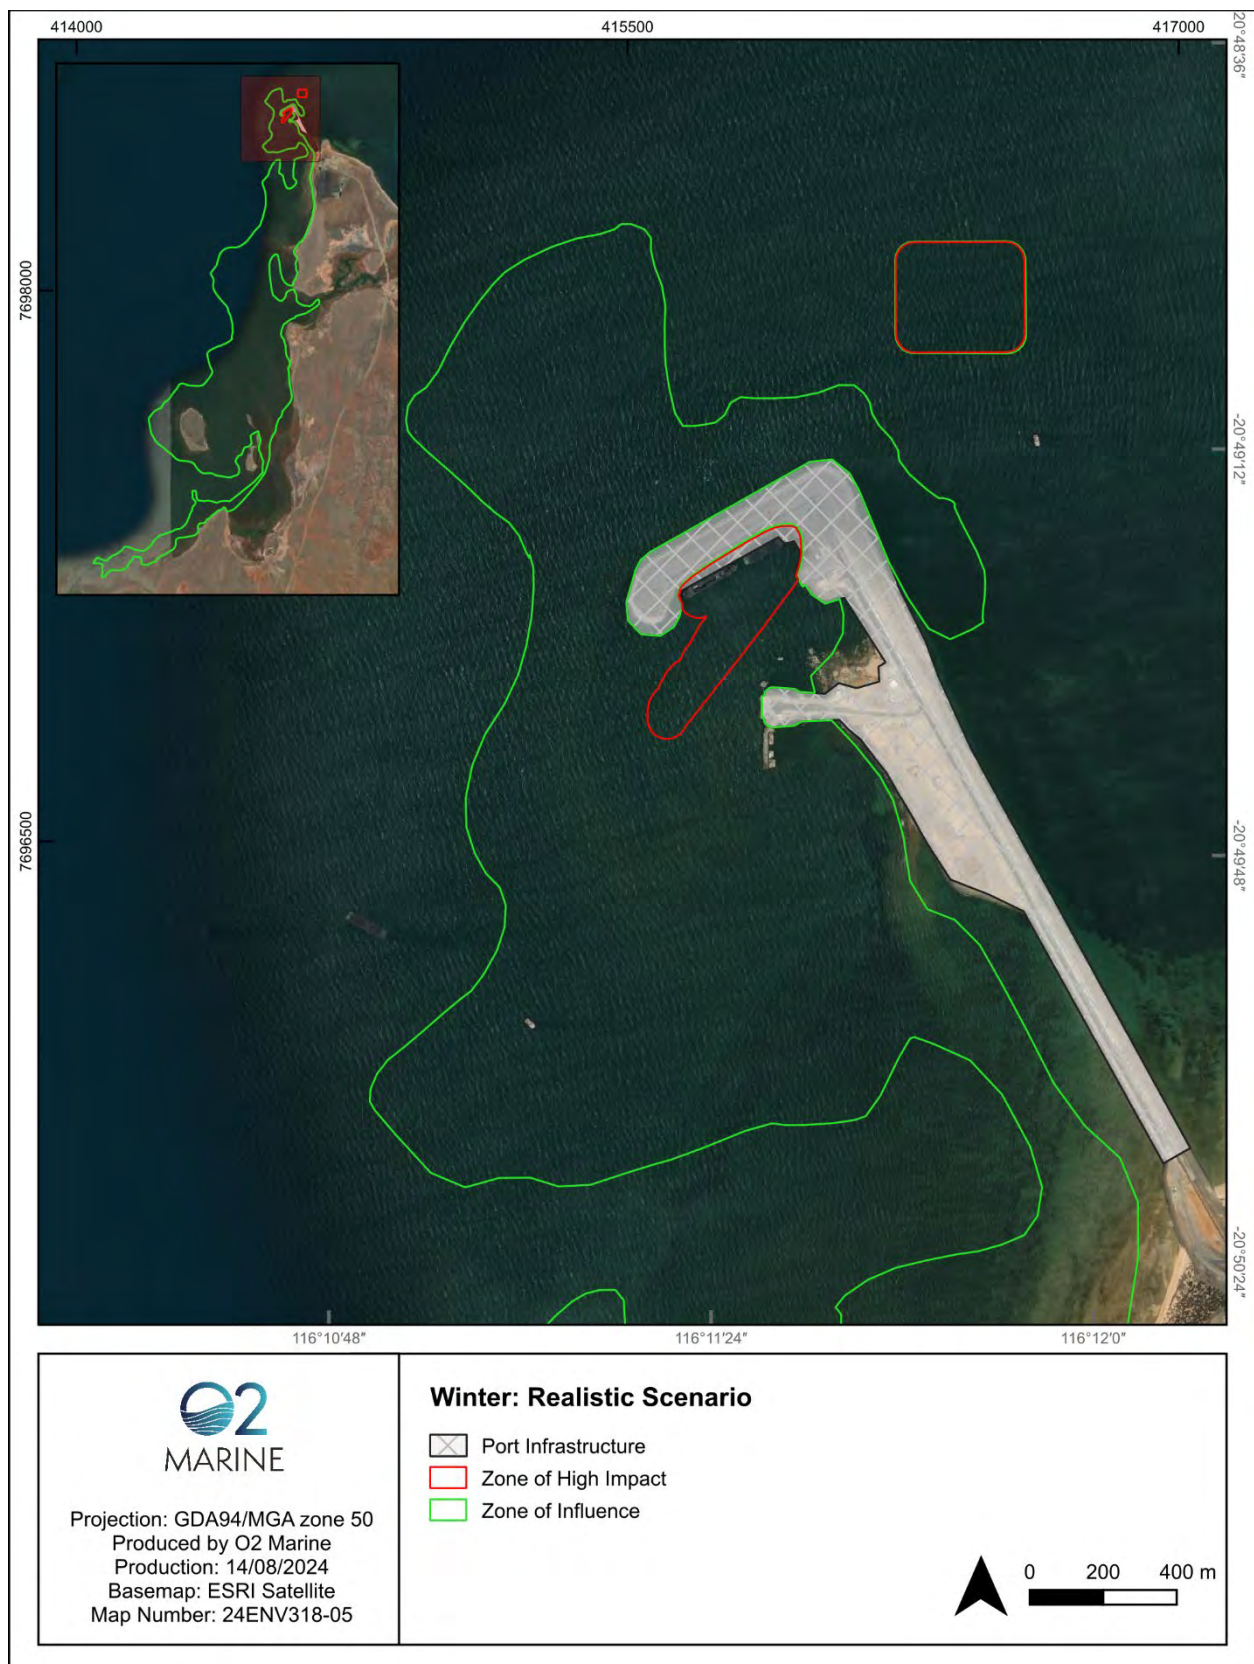 414000 415500 417000
-20°48'36"
7698000
-20°49'12"
7696500
-20°49'48"
-20°50'24"
116°10'48" 116°11'24" 116°12'0"
O2
MARINE
Projection: GDA94/MGA zone 50
Produced by O2 Marine
Production: 14/08/2024
Basemap: ESRI Satellite
Map Number: 24ENV318-05
Winter: Realistic Scenario
Port Infrastructure
Zone of High Impact
Zone of Influence
0 200 400 m